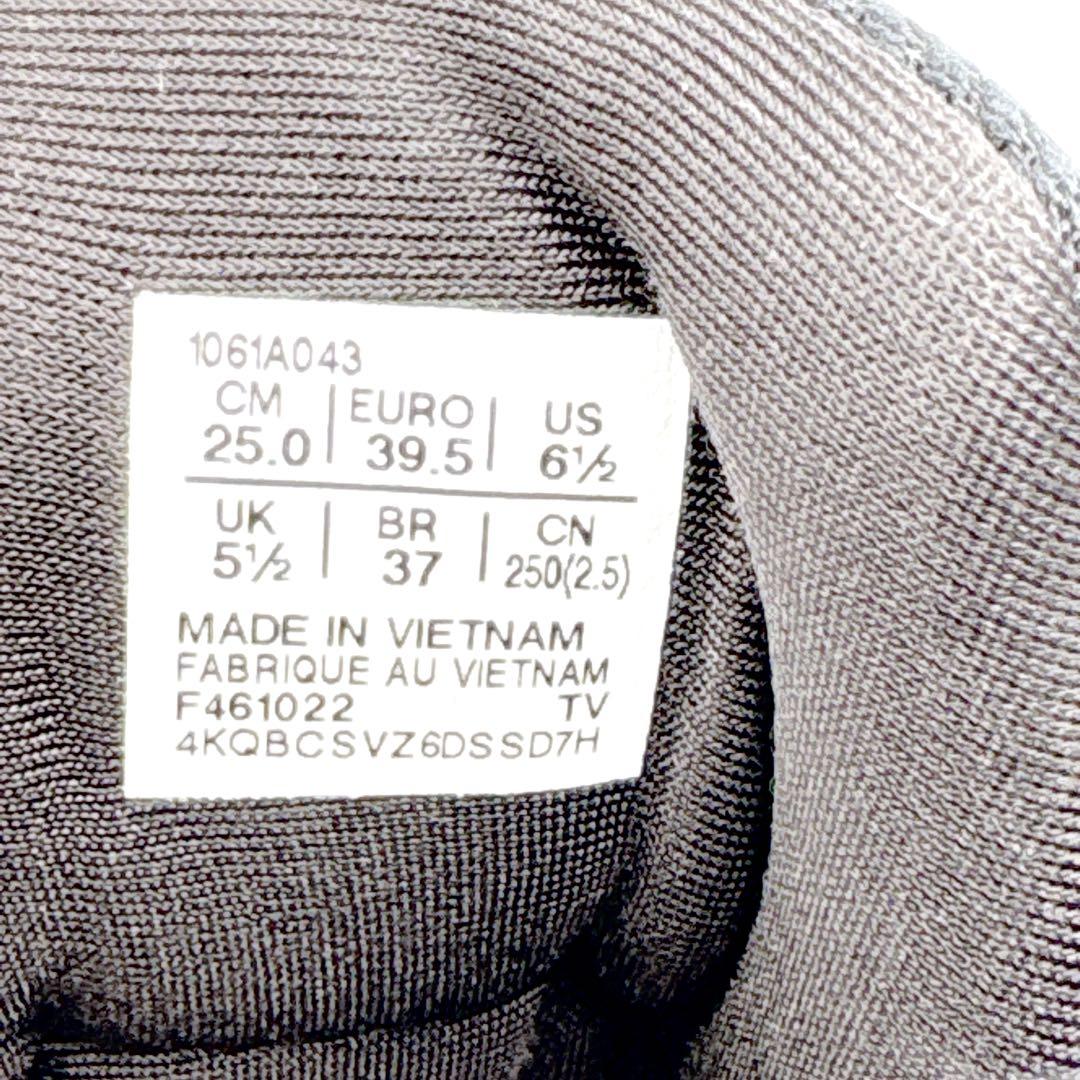 1061A043
CM | EURO | US
25.0 | 39.5 | 6½
UK | BR | CN
5½ | 37 | 250(2.5)
MADE IN VIETNAM
FABRIQUE AU VIETNAM
F461022 TV
4KQBCSVZ6DSSD7H